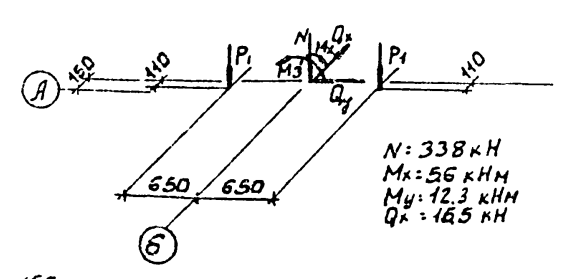 N
Mx
Qx
P1
Mз
P1
150
110
110
А
Qy
650
650
Б
N = 338 кН
Mx = 56 кНм
My = 12.3 кНм
Qx = 16,5 кН